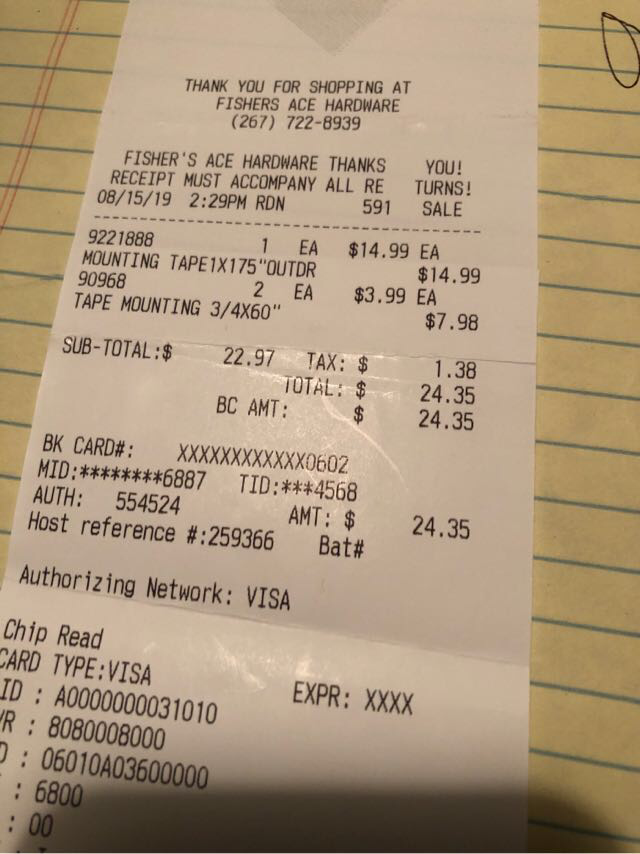 THANK YOU FOR SHOPPING AT
FISHERS ACE HARDWARE
(267) 722-8939
FISHER'S ACE HARDWARE THANKS YOU!
RECEIPT MUST ACCOMPANY ALL RE TURNS!
08/15/19 2:29PM RDN 591 SALE
9221888 1 EA $14.99 EA
MOUNTING TAPE1X175"OUTDR $14.99
90968 2 EA $3.99 EA
TAPE MOUNTING 3/4X60" $7.98
SUB-TOTAL:$ 22.97 TAX: $ 1.38
TOTAL: $ 24.35
BC AMT: $ 24.35
BK CARD#: XXXXXXXXXXXX0602
MID:********6887 TID:***4568
AUTH: 554524 AMT: $ 24.35
Host reference #:259366 Bat#
Authorizing Network: VISA
Chip Read
CARD TYPE:VISA EXPR: XXXX
ID : A0000000031010
R : 8080008000
: 06010A03600000
: 6800
: 00